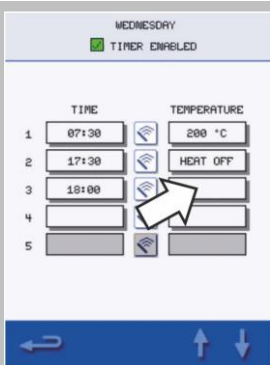 WEDNESDAY
TIMER ENABLED
TIME TEMPERATURE
1 07:30 200 °C
2 17:30 HEAT OFF
3 18:00
4
5